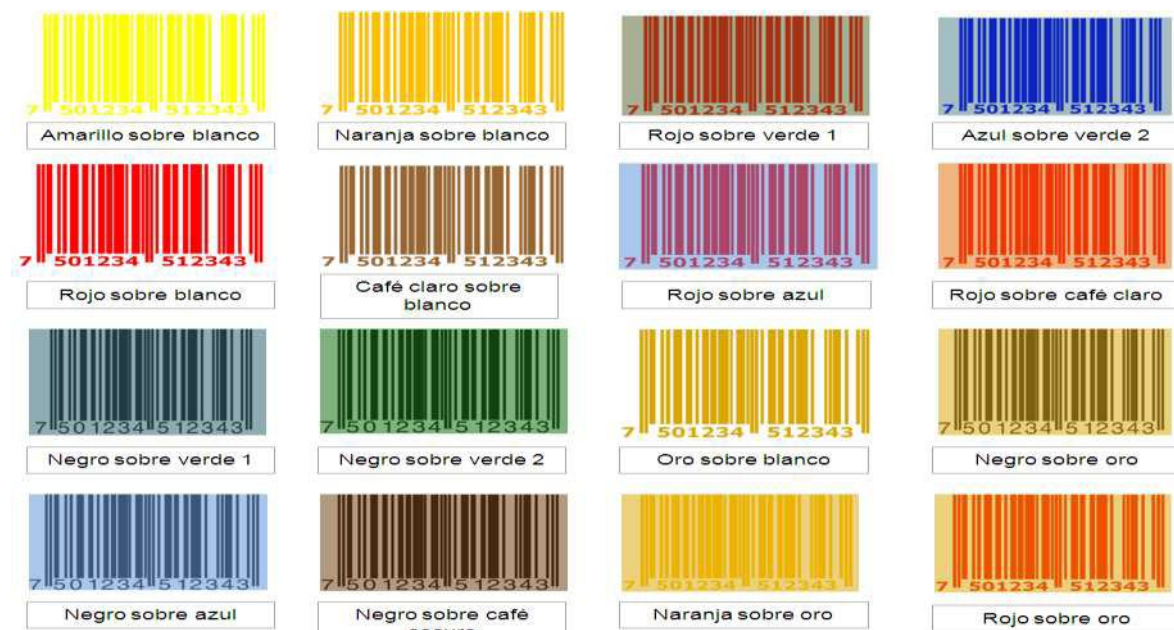 7 501234 512343
7 501234 512343
7 501234 512343
7 501234 512343
Amarillo sobre blanco
Naranja sobre blanco
Rojo sobre verde 1
Azul sobre verde 2
7 501234 512343
7 501234 512343
7 501234 512343
7 501234 512343
Rojo sobre blanco
Café claro sobre
blanco
Rojo sobre azul
Rojo sobre café claro
7 501234 512343
7 501234 512343
7 501234 512343
7 501234 512343
Negro sobre verde 1
Negro sobre verde 2
Oro sobre blanco
Negro sobre oro
7 501234 512343
7 501234 512343
7 501234 512343
7 501234 512343
Negro sobre azul
Negro sobre café
Naranja sobre oro
Rojo sobre oro